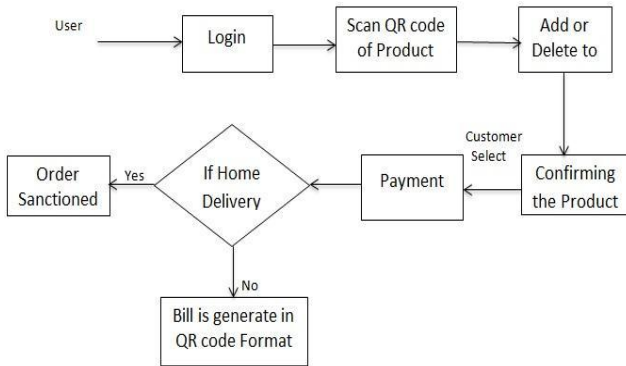 User
Login
Scan QR code
of Product
Add or
Delete to
Customer
Select
Confirming
the Product
Payment
If Home
Delivery
Yes
Order
Sanctioned
No
Bill is generate in
QR code Format